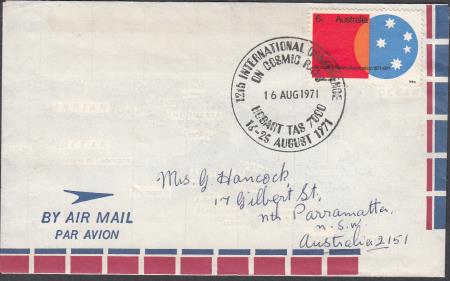 6c Australia
12th INTERNATIONAL CONFERENCE
ON COSMIC RAYS
16 AUG 1971
HOBART TAS 7000
16-25 AUGUST 1971
Mrs. G. Hancock
17 Gilbert St,
Nth Parramatta,
N.S.W.
Australia 2151
BY AIR MAIL
PAR AVION